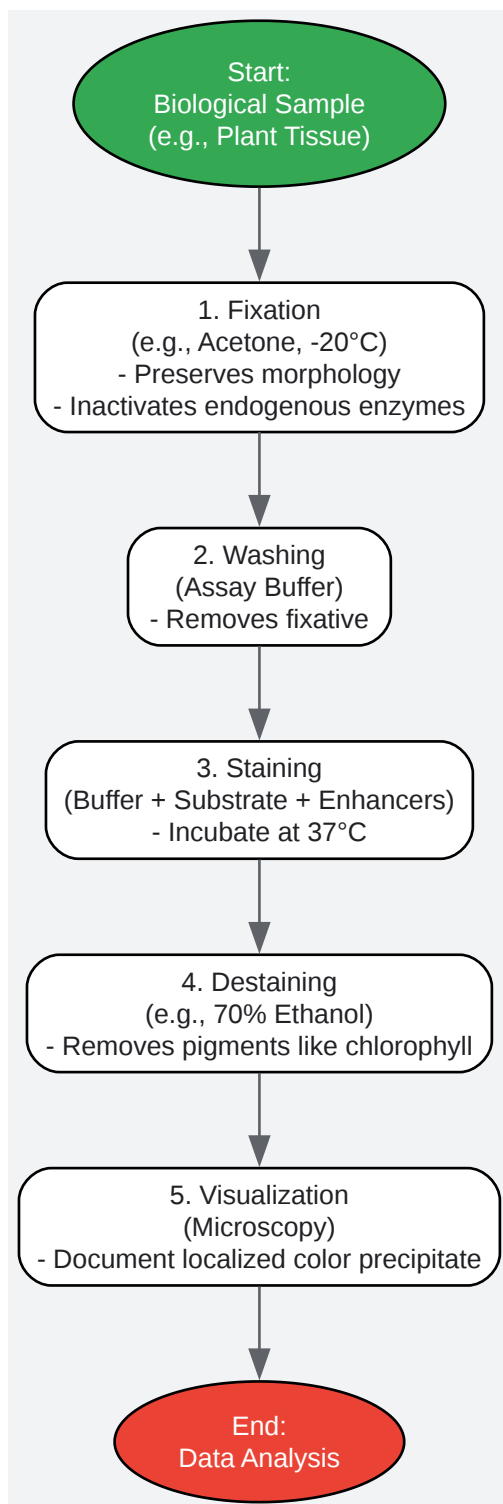 Start:
Biological Sample
(e.g., Plant Tissue)
1. Fixation
(e.g., Acetone, -20°C)
- Preserves morphology
- Inactivates endogenous enzymes
2. Washing
(Assay Buffer)
- Removes fixative
3. Staining
(Buffer + Substrate + Enhancers)
- Incubate at 37°C
4. Destaining
(e.g., 70% Ethanol)
- Removes pigments like chlorophyll
5. Visualization
(Microscopy)
- Document localized color precipitate
End:
Data Analysis